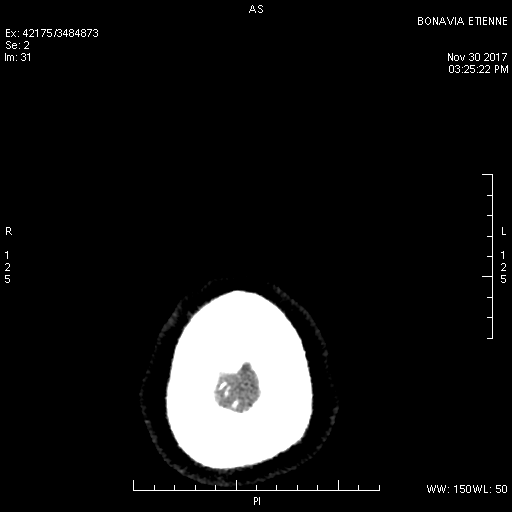 AS
BONAVIA ETIENNE
Ex: 42175/3484873
Se: 2
Im: 31
Nov 30 2017
03:25:22 PM
R
L
1
2
5
1
2
5
WW: 150WL: 50
PI